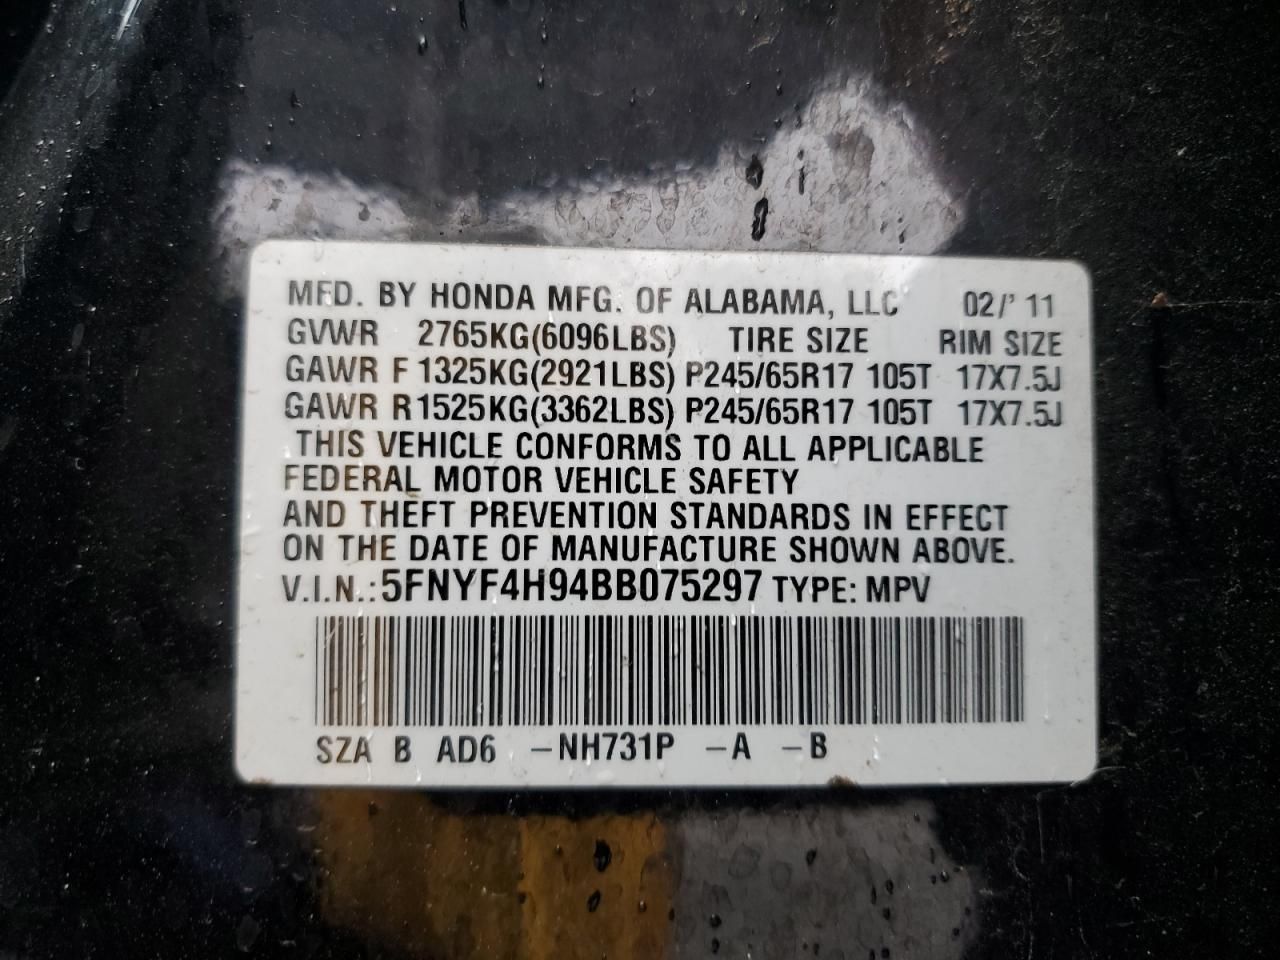 MFD. BY HONDA MFG. OF ALABAMA, LLC 02/' 11
GVWR 2765KG(6096LBS) TIRE SIZE RIM SIZE
GAWR F 1325KG(2921LBS) P245/65R17 105T 17X7.5J
GAWR R1525KG(3362LBS) P245/65R17 105T 17X7.5J
THIS VEHICLE CONFORMS TO ALL APPLICABLE
FEDERAL MOTOR VEHICLE SAFETY
AND THEFT PREVENTION STANDARDS IN EFFECT
ON THE DATE OF MANUFACTURE SHOWN ABOVE.
V.I.N.: 5FNYF4H94BB075297 TYPE: MPV
SZA B AD6 -NH731P -A -B